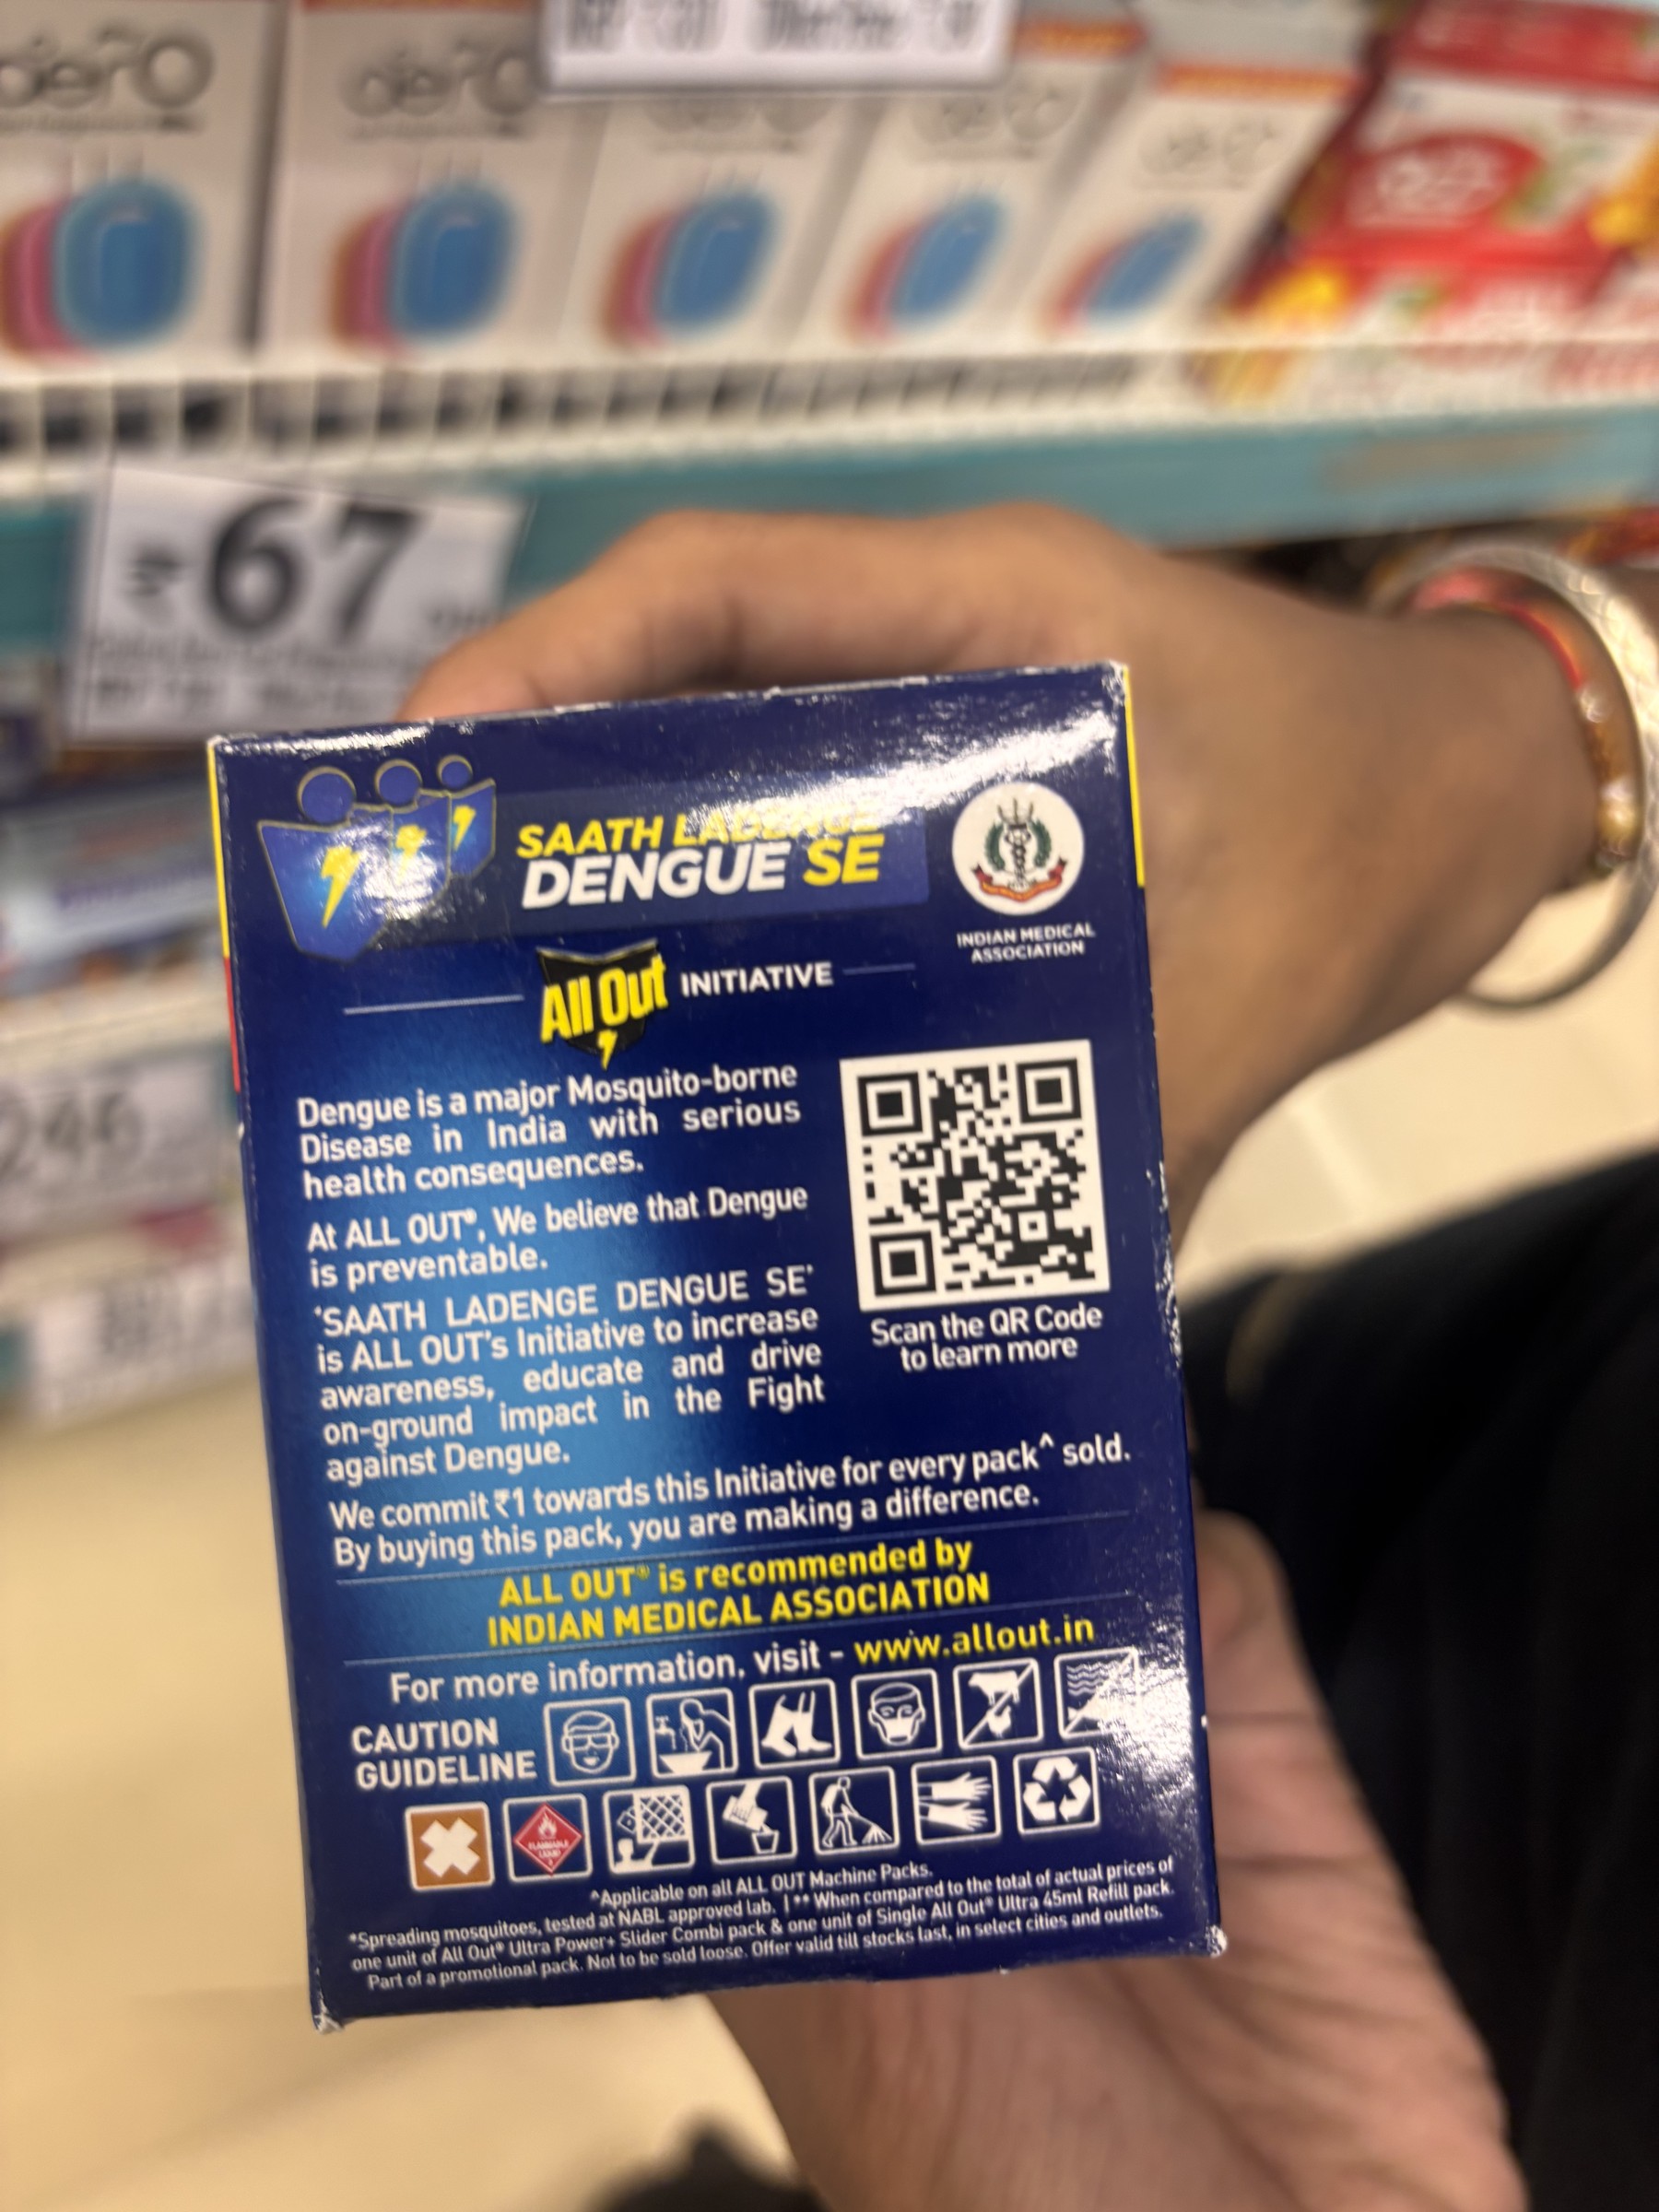 aero
aero
₹67
246
SAATH LADENGE
DENGUE SE
INDIAN MEDICAL
ASSOCIATION
All Out INITIATIVE
Dengue is a major Mosquito-borne
Disease in India with serious
health consequences.
At ALL OUT®, We believe that Dengue
is preventable.
'SAATH LADENGE DENGUE SE'
is ALL OUT's Initiative to increase
awareness, educate and drive
on-ground impact in the Fight
against Dengue.
Scan the QR Code
to learn more
We commit ₹1 towards this Initiative for every pack^ sold.
By buying this pack, you are making a difference.
ALL OUT® is recommended by
INDIAN MEDICAL ASSOCIATION
For more information, visit - www.allout.in
CAUTION
GUIDELINE
FLAMMABLE
LIQUID
3
^Applicable on all ALL OUT Machine Packs.
*Spreading mosquitoes, tested at NABL approved lab. | ** When compared to the total of actual prices of
one unit of All Out® Ultra Power+ Slider Combi pack & one unit of Single All Out® Ultra 45ml Refill pack.
Part of a promotional pack. Not to be sold loose. Offer valid till stocks last, in select cities and outlets.